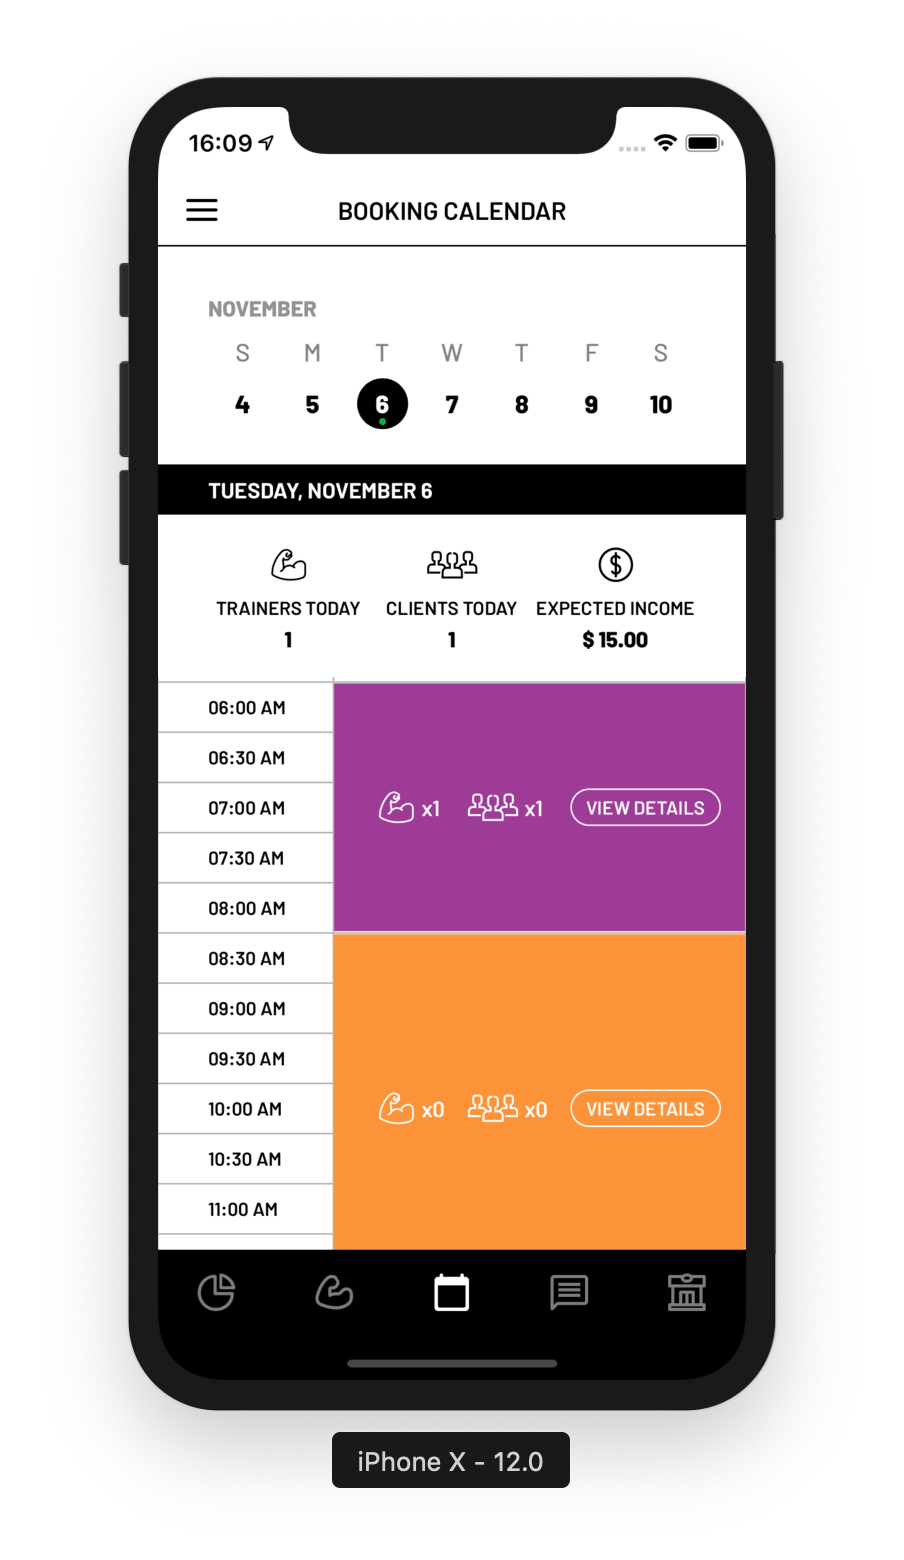 16:09
BOOKING CALENDAR
NOVEMBER
S M T W T F S
4 5 6 7 8 9 10
TUESDAY, NOVEMBER 6
TRAINERS TODAY CLIENTS TODAY EXPECTED INCOME
1 1 $ 15.00
06:00 AM
06:30 AM
07:00 AM x1 x1 VIEW DETAILS
07:30 AM
08:00 AM
08:30 AM
09:00 AM
09:30 AM
10:00 AM x0 x0 VIEW DETAILS
10:30 AM
11:00 AM
iPhone X - 12.0